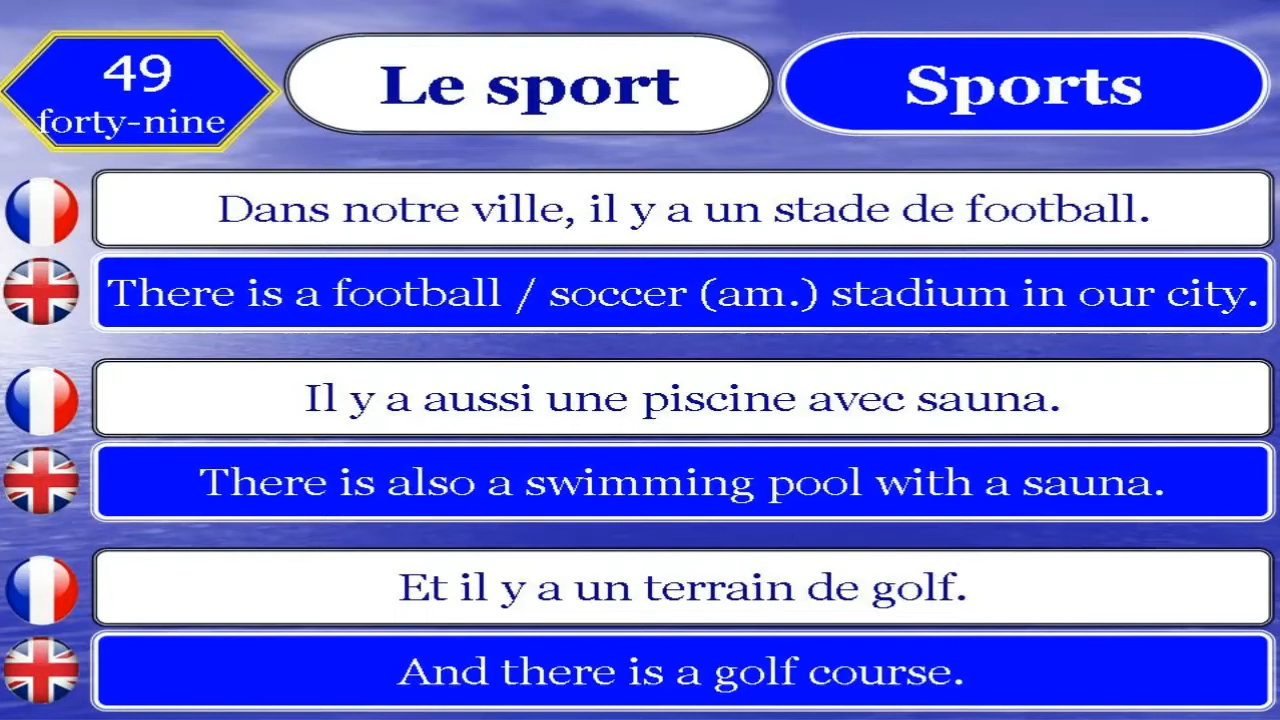 49
forty-nine
Le sport
Sports
Dans notre ville, il y a un stade de football.
There is a football / soccer (am.) stadium in our city.
Il y a aussi une piscine avec sauna.
There is also a swimming pool with a sauna.
Et il y a un terrain de golf.
And there is a golf course.